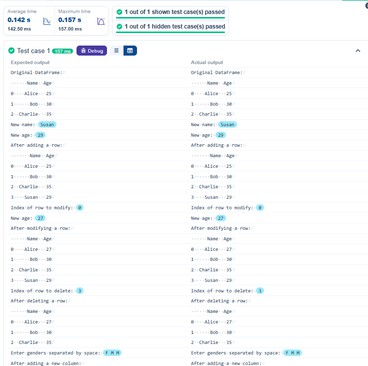 Average time
Maximum time
0.142 s
0.157 s
142.50 ms
157.00 ms
1 out of 1 shown test case(s) passed
1 out of 1 hidden test case(s) passed
Test case 1
157 ms
Debug
Expected output
Actual output
Original DataFrame:
Original DataFrame:
Name Age
Name Age
0 Alice 25
0 Alice 25
1 Bob 30
1 Bob 30
2 Charlie 35
2 Charlie 35
New name: Susan
New name: Susan
New age: 29
New age: 29
After adding a row:
After adding a row:
Name Age
Name Age
0 Alice 25
0 Alice 25
1 Bob 30
1 Bob 30
2 Charlie 35
2 Charlie 35
3 Susan 29
3 Susan 29
Index of row to modify: 0
Index of row to modify: 0
New age: 27
New age: 27
After modifying a row:
After modifying a row:
Name Age
Name Age
0 Alice 27
0 Alice 27
1 Bob 30
1 Bob 30
2 Charlie 35
2 Charlie 35
3 Susan 29
3 Susan 29
Index of row to delete: 3
Index of row to delete: 3
After deleting a row:
After deleting a row:
Name Age
Name Age
0 Alice 27
0 Alice 27
1 Bob 30
1 Bob 30
2 Charlie 35
2 Charlie 35
Enter genders separated by space: F M M
Enter genders separated by space: F M M
After adding a new column:
After adding a new column: